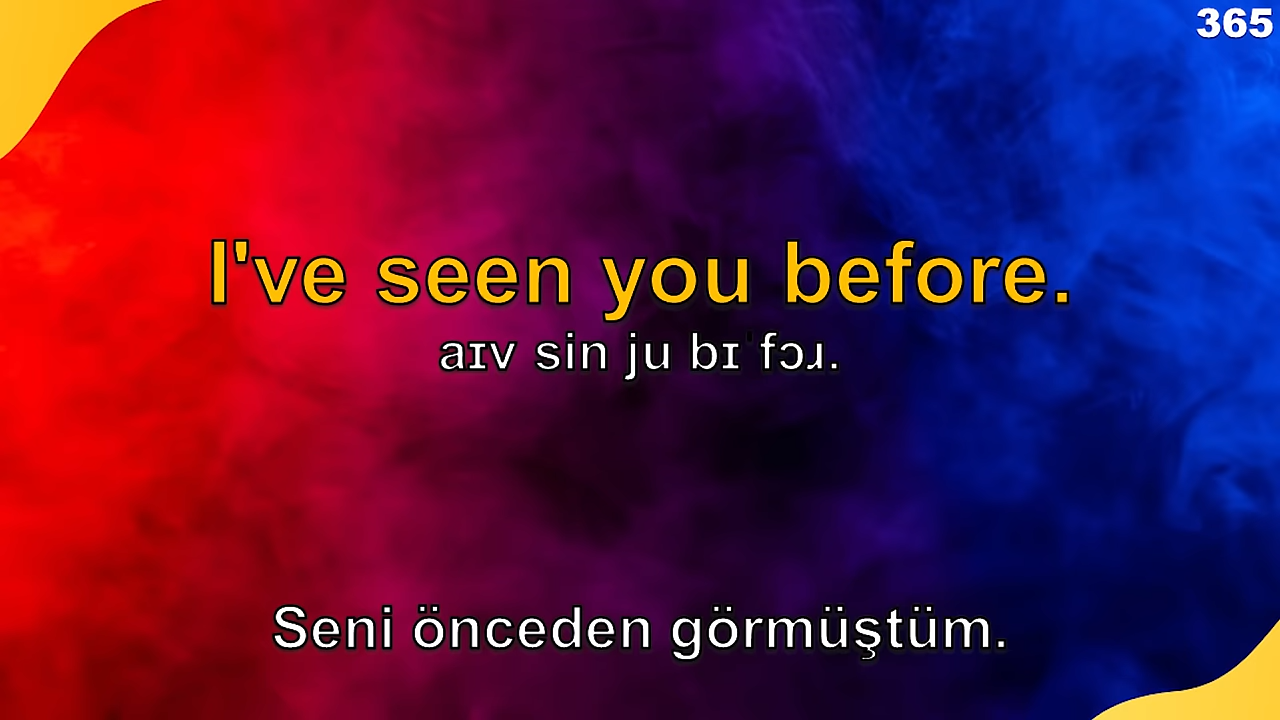 365
I've seen you before.
aɪv sin ju bɪˈfɔɹ.
Seni önceden görmüştüm.